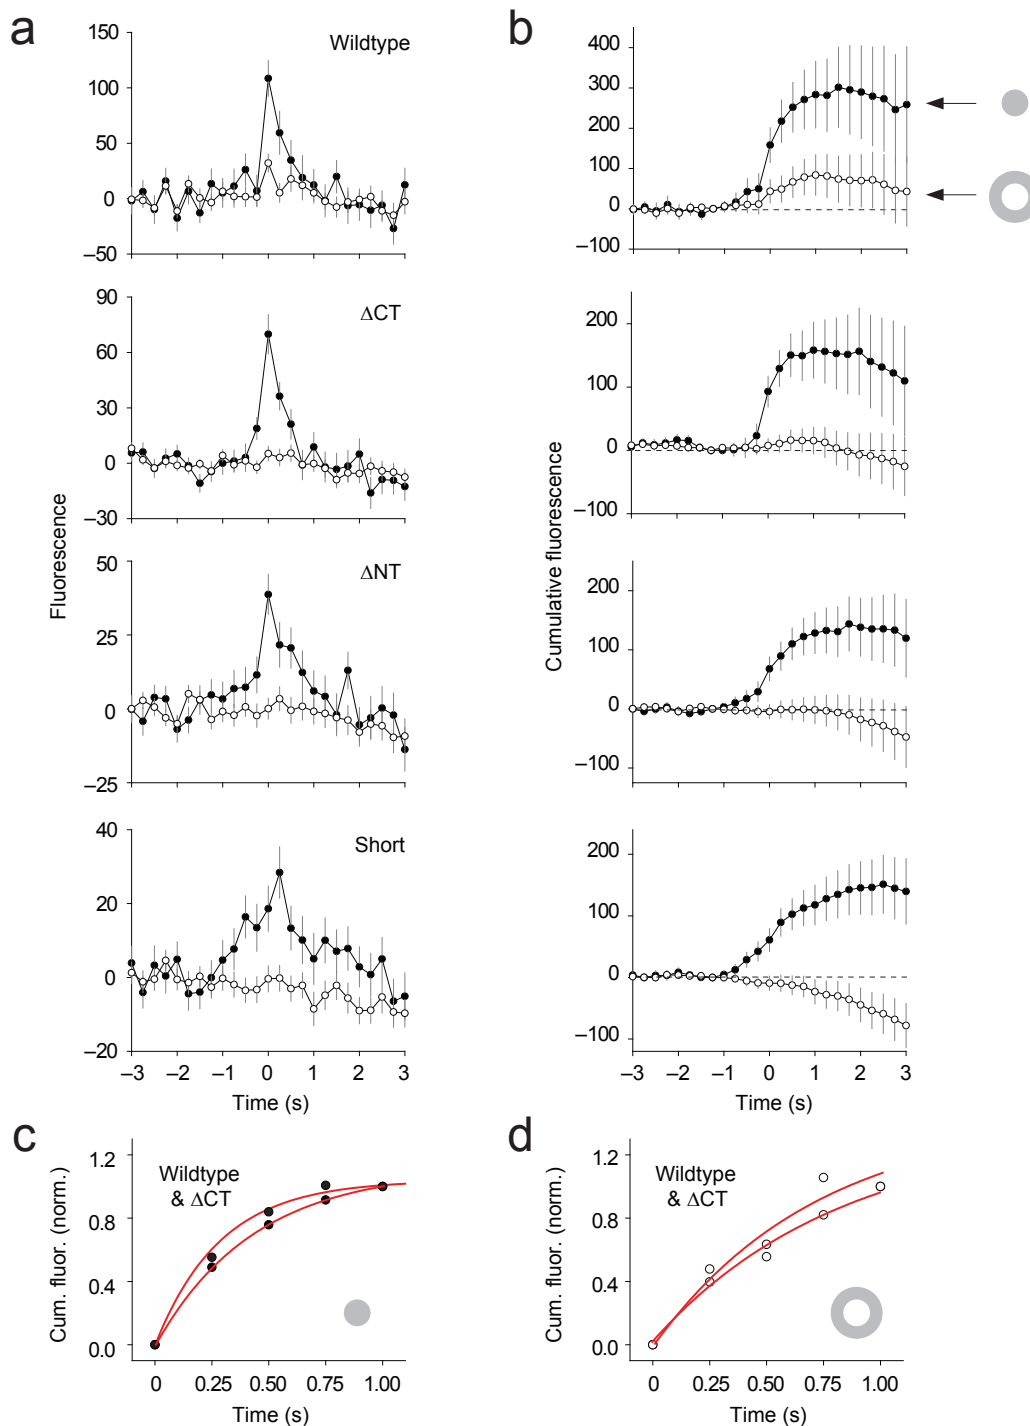 a
Wildtype
150
100
50
0
–50
ΔCT
90
60
30
0
–30
ΔNT
50
25
0
–25
Short
40
20
0
–20
–3 –2 –1 0 1 2 3
Time (s)
Fluorescence
b
400
300
200
100
0
–100
200
100
0
–100
200
100
0
–100
200
100
0
–100
–3 –2 –1 0 1 2 3
Time (s)
Cumulative fluorescence
c
Wildtype
& ΔCT
1.2
0.8
0.4
0.0
0 0.25 0.50 0.75 1.00
Time (s)
Cum. fluor. (norm.)
d
Wildtype
& ΔCT
1.2
0.8
0.4
0.0
0 0.25 0.50 0.75 1.00
Time (s)
Cum. fluor. (norm.)